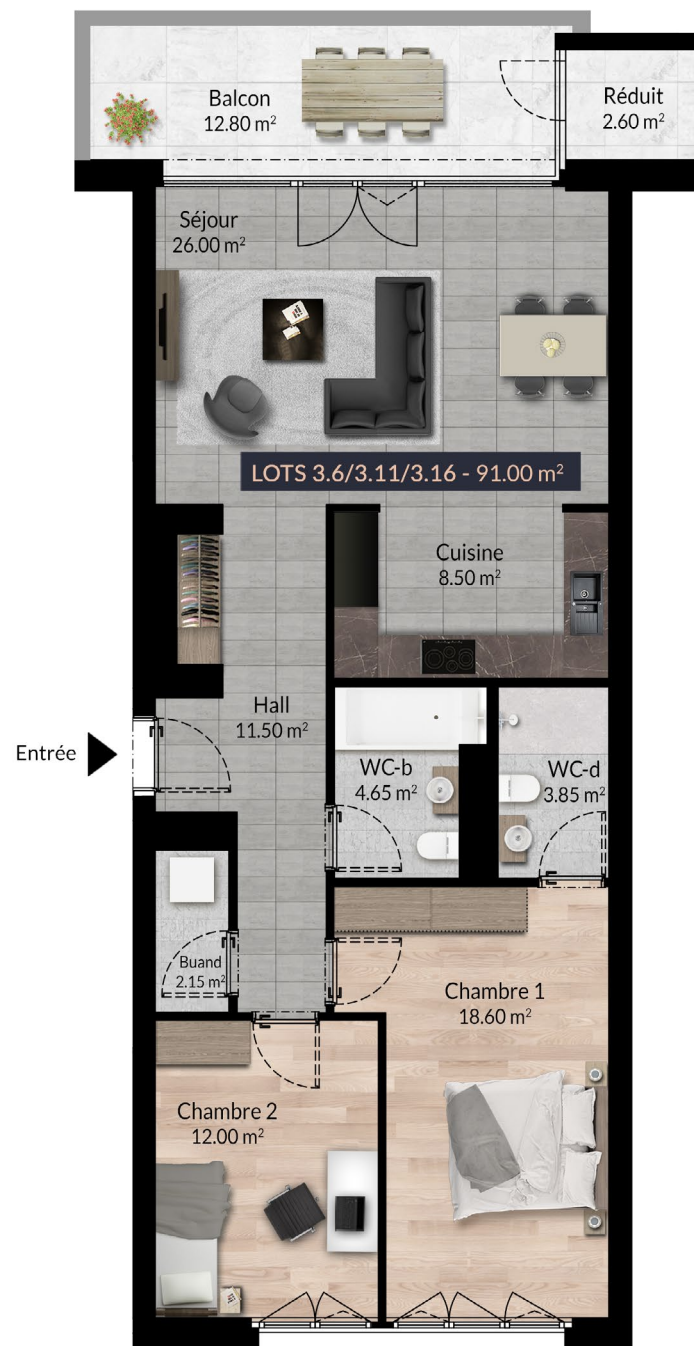 Balcon
12.80 m²
Réduit
2.60 m²
Séjour
26.00 m²
LOTS 3.6/3.11/3.16 - 91.00 m²
Cuisine
8.50 m²
Hall
11.50 m²
Entrée
WC-b
4.65 m²
WC-d
3.85 m²
Buand
2.15 m²
Chambre 1
18.60 m²
Chambre 2
12.00 m²